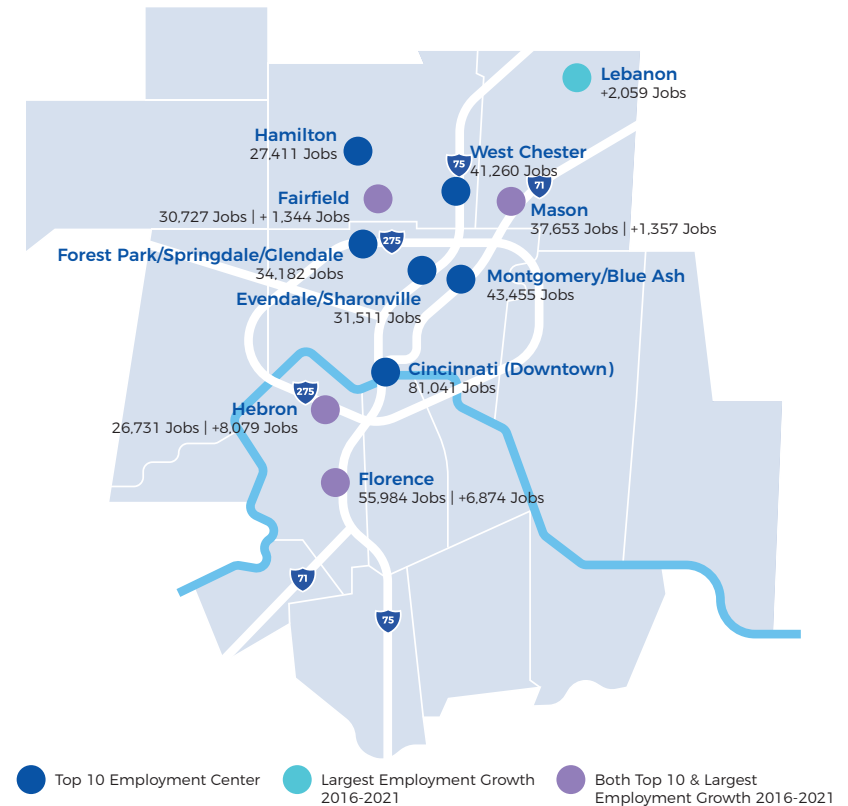 Lebanon
+2,059 Jobs
Hamilton
27,411 Jobs
75
West Chester
41,260 Jobs
71
Fairfield
30,727 Jobs | + 1,344 Jobs
Mason
37,653 Jobs | +1,357 Jobs
275
Forest Park/Springdale/Glendale
34,182 Jobs
Montgomery/Blue Ash
43,455 Jobs
Evendale/Sharonville
31,511 Jobs
Cincinnati (Downtown)
81,041 Jobs
275
Hebron
26,731 Jobs | +8,079 Jobs
Florence
55,984 Jobs | +6,874 Jobs
71
75
Top 10 Employment Center
Largest Employment Growth
2016-2021
Both Top 10 & Largest
Employment Growth 2016-2021